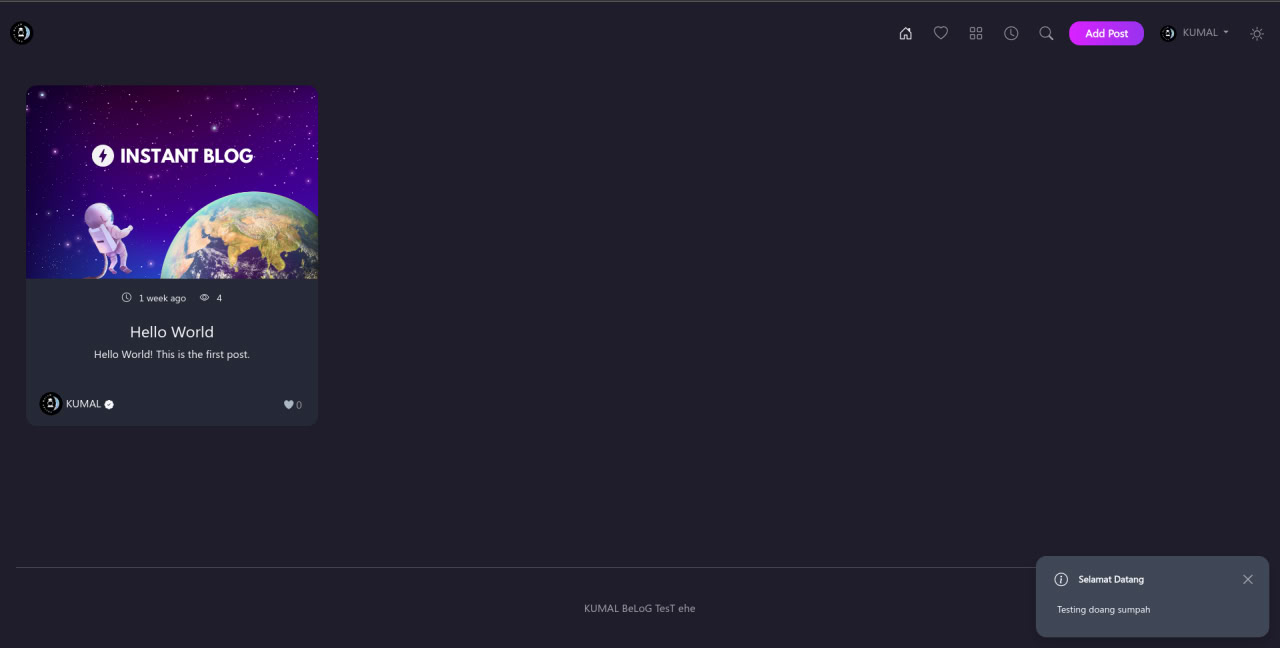 Add Post
KUMAL
INSTANT BLOG
1 week ago 4
Hello World
Hello World! This is the first post.
KUMAL 0
KUMAL BeLoG TesT ehe
Selamat Datang
Testing doang sumpah